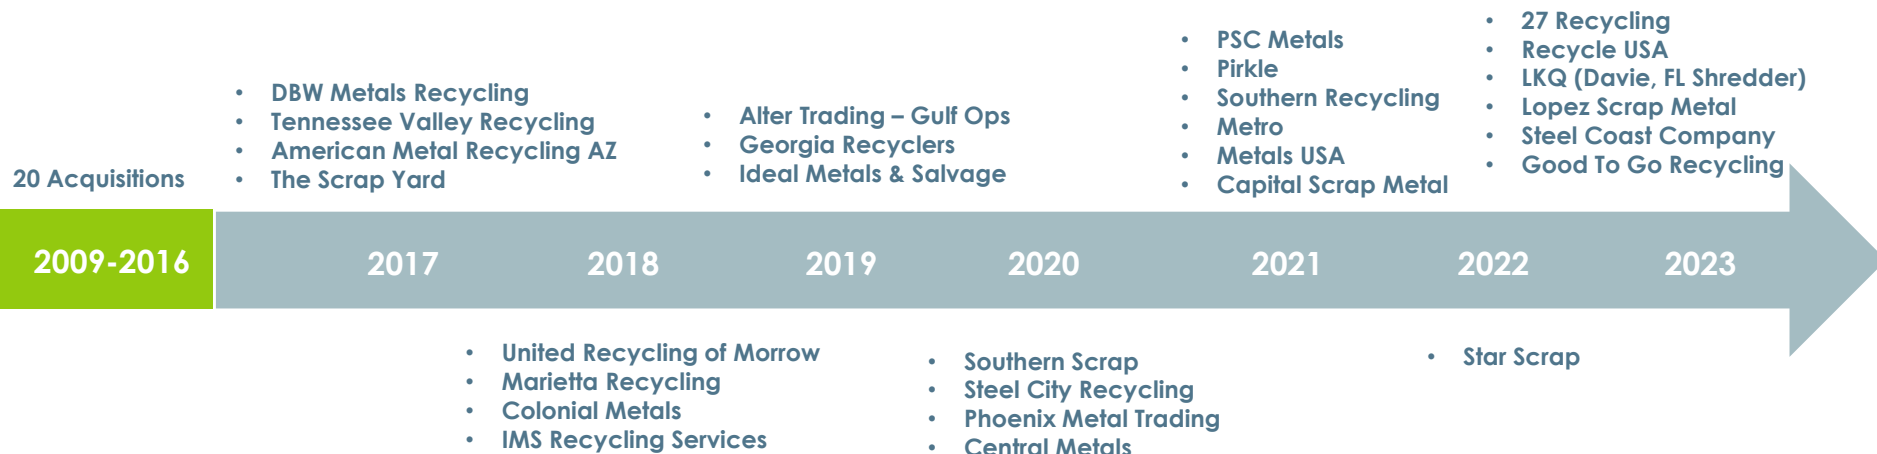 20 Acquisitions
• DBW Metals Recycling
• Tennessee Valley Recycling
• American Metal Recycling AZ
• The Scrap Yard
• Alter Trading – Gulf Ops
• Georgia Recyclers
• Ideal Metals & Salvage
• PSC Metals
• Pirkle
• Southern Recycling
• Metro
• Metals USA
• Capital Scrap Metal
• 27 Recycling
• Recycle USA
• LKQ (Davie, FL Shredder)
• Lopez Scrap Metal
• Steel Coast Company
• Good To Go Recycling
2009-2016
2017
2018
2019
2020
2021
2022
2023
• United Recycling of Morrow
• Marietta Recycling
• Colonial Metals
• IMS Recycling Services
• Southern Scrap
• Steel City Recycling
• Phoenix Metal Trading
• Central Metals
• Star Scrap